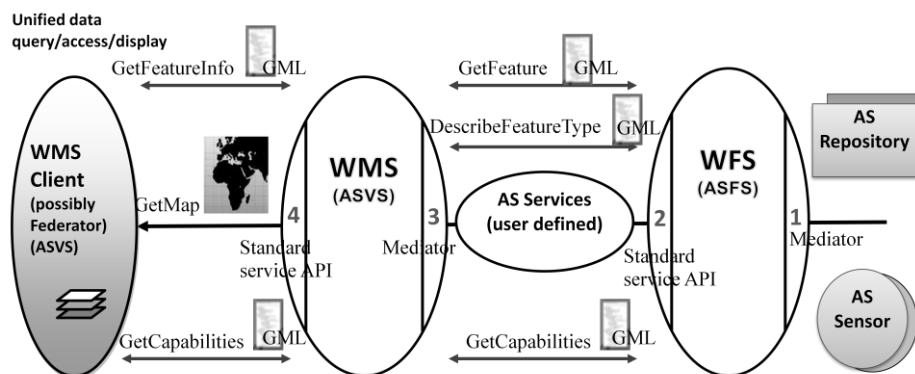 Unified data
query/access/display
GetFeatureInfo
GML
GetFeature
GML
DescribeFeatureType
GML
AS
Repository
WMS
Client
(possibly
Federator)
(ASVS)
GetMap
WMS
(ASVS)
AS Services
(user defined)
WFS
(ASFS)
4
3
2
1
Standard
service API
Mediator
Standard
service API
Mediator
AS
Sensor
GetCapabilities
GML
GetCapabilities
GML